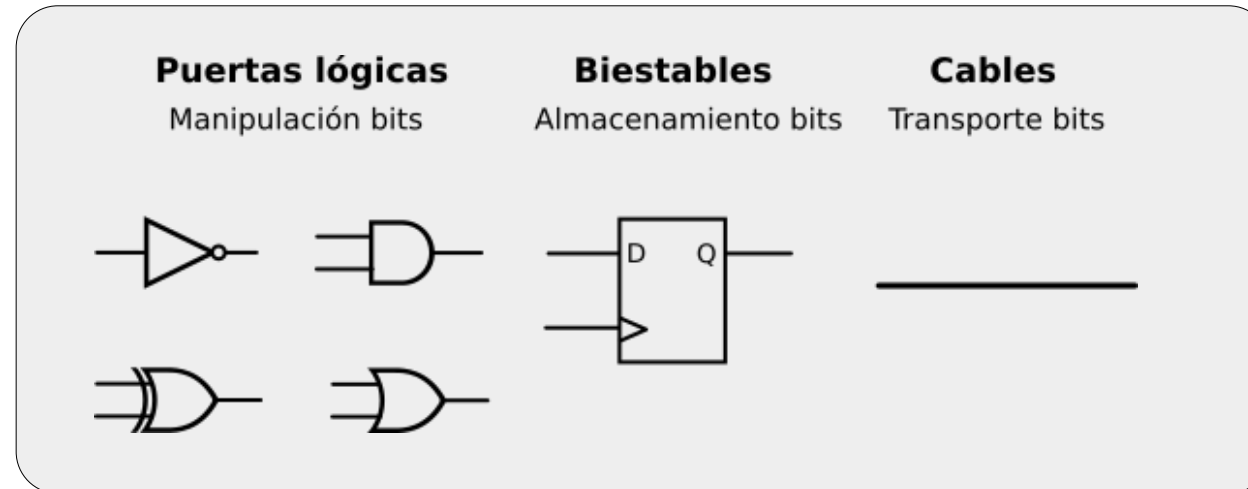 Puertas lógicas
Manipulación bits
Biestables
Almacenamiento bits
D
Q
Cables
Transporte bits